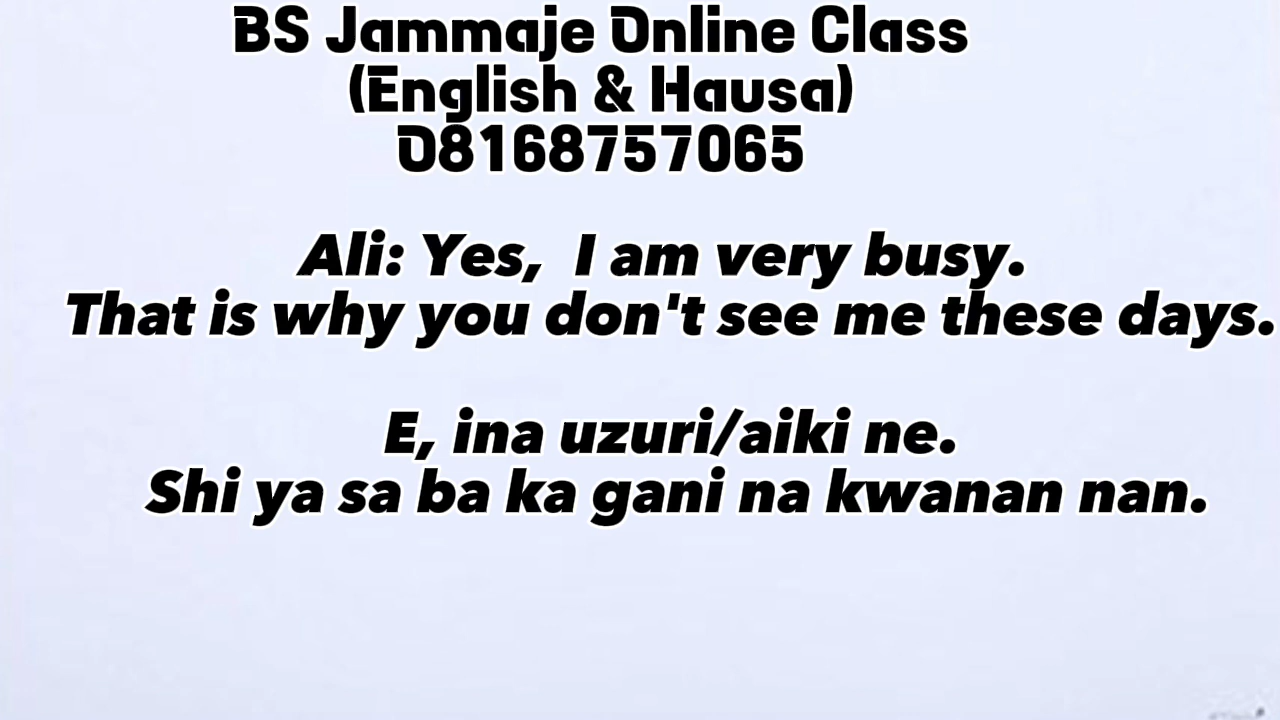 BS Jammaje Online Class
(English & Hausa)
08168757065
Ali: Yes, I am very busy.
That is why you don't see me these days.
E, ina uzuri/aiki ne.
Shi ya sa ba ka gani na kwanan nan.